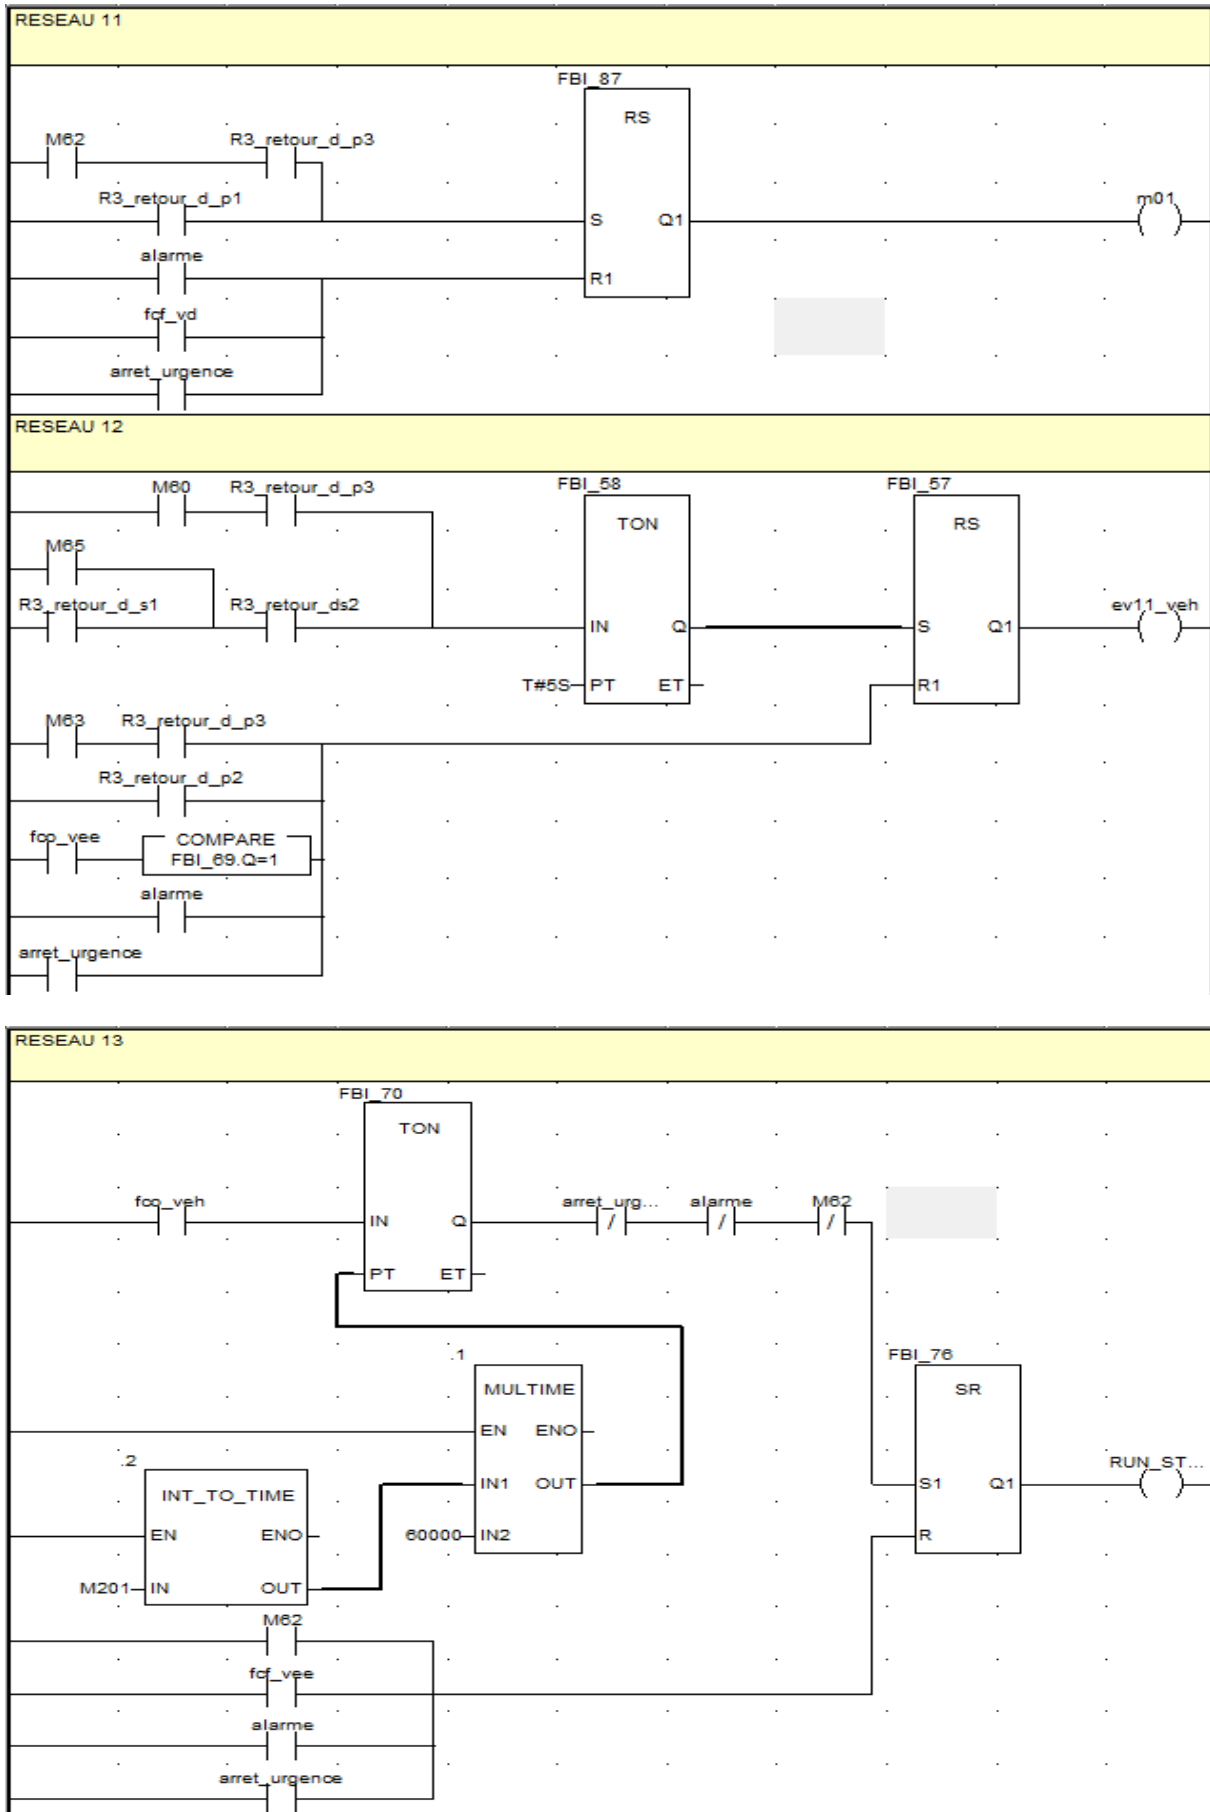 RESEAU 11
FBI_87
RS
M62 R3_retour_d_p3
R3_retour_d_p1 m01
S Q1
alarme
R1
fcf_vd
arret_urgence
RESEAU 12
M60 R3_retour_d_p3 FBI_58 FBI_57
TON RS
M65
R3_retour_d_s1 R3_retour_ds2 ev11_veh
IN Q S Q1
T#5S PT ET R1
M63 R3_retour_d_p3
R3_retour_d_p2
fco_vee COMPARE
FBI_69.Q=1
alarme
arret_urgence
RESEAU 13
FBI_70
TON
fco_veh arret_urg... alarme M62
IN Q / / /
PT ET
.1 FBI_76
MULTIME SR
EN ENO
.2 RUN_ST...
INT_TO_TIME IN1 OUT S1 Q1
EN ENO 60000 IN2 R
M201 IN OUT
M62
fcf_vee
alarme
arret_urgence